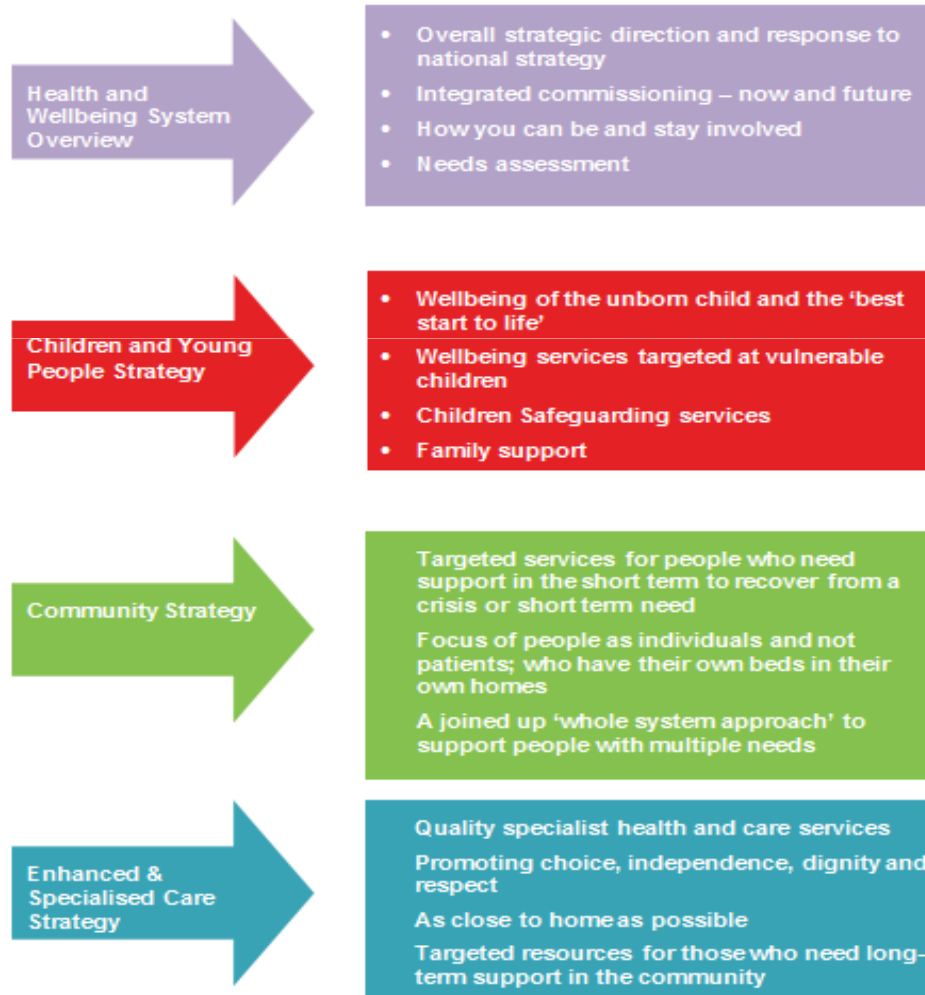 Health and
Wellbeing System
Overview
• Overall strategic direction and response to
national strategy
• Integrated commissioning – now and future
• How you can be and stay involved
• Needs assessment
Children and Young
People Strategy
• Wellbeing of the unborn child and the ‘best
start to life’
• Wellbeing services targeted at vulnerable
children
• Children Safeguarding services
• Family support
Community Strategy
Targeted services for people who need
support in the short term to recover from a
crisis or short term need
Focus of people as individuals and not
patients; who have their own beds in their
own homes
A joined up ‘whole system approach’ to
support people with multiple needs
Enhanced &
Specialised Care
Strategy
Quality specialist health and care services
Promoting choice, independence, dignity and
respect
As close to home as possible
Targeted resources for those who need long-
term support in the community